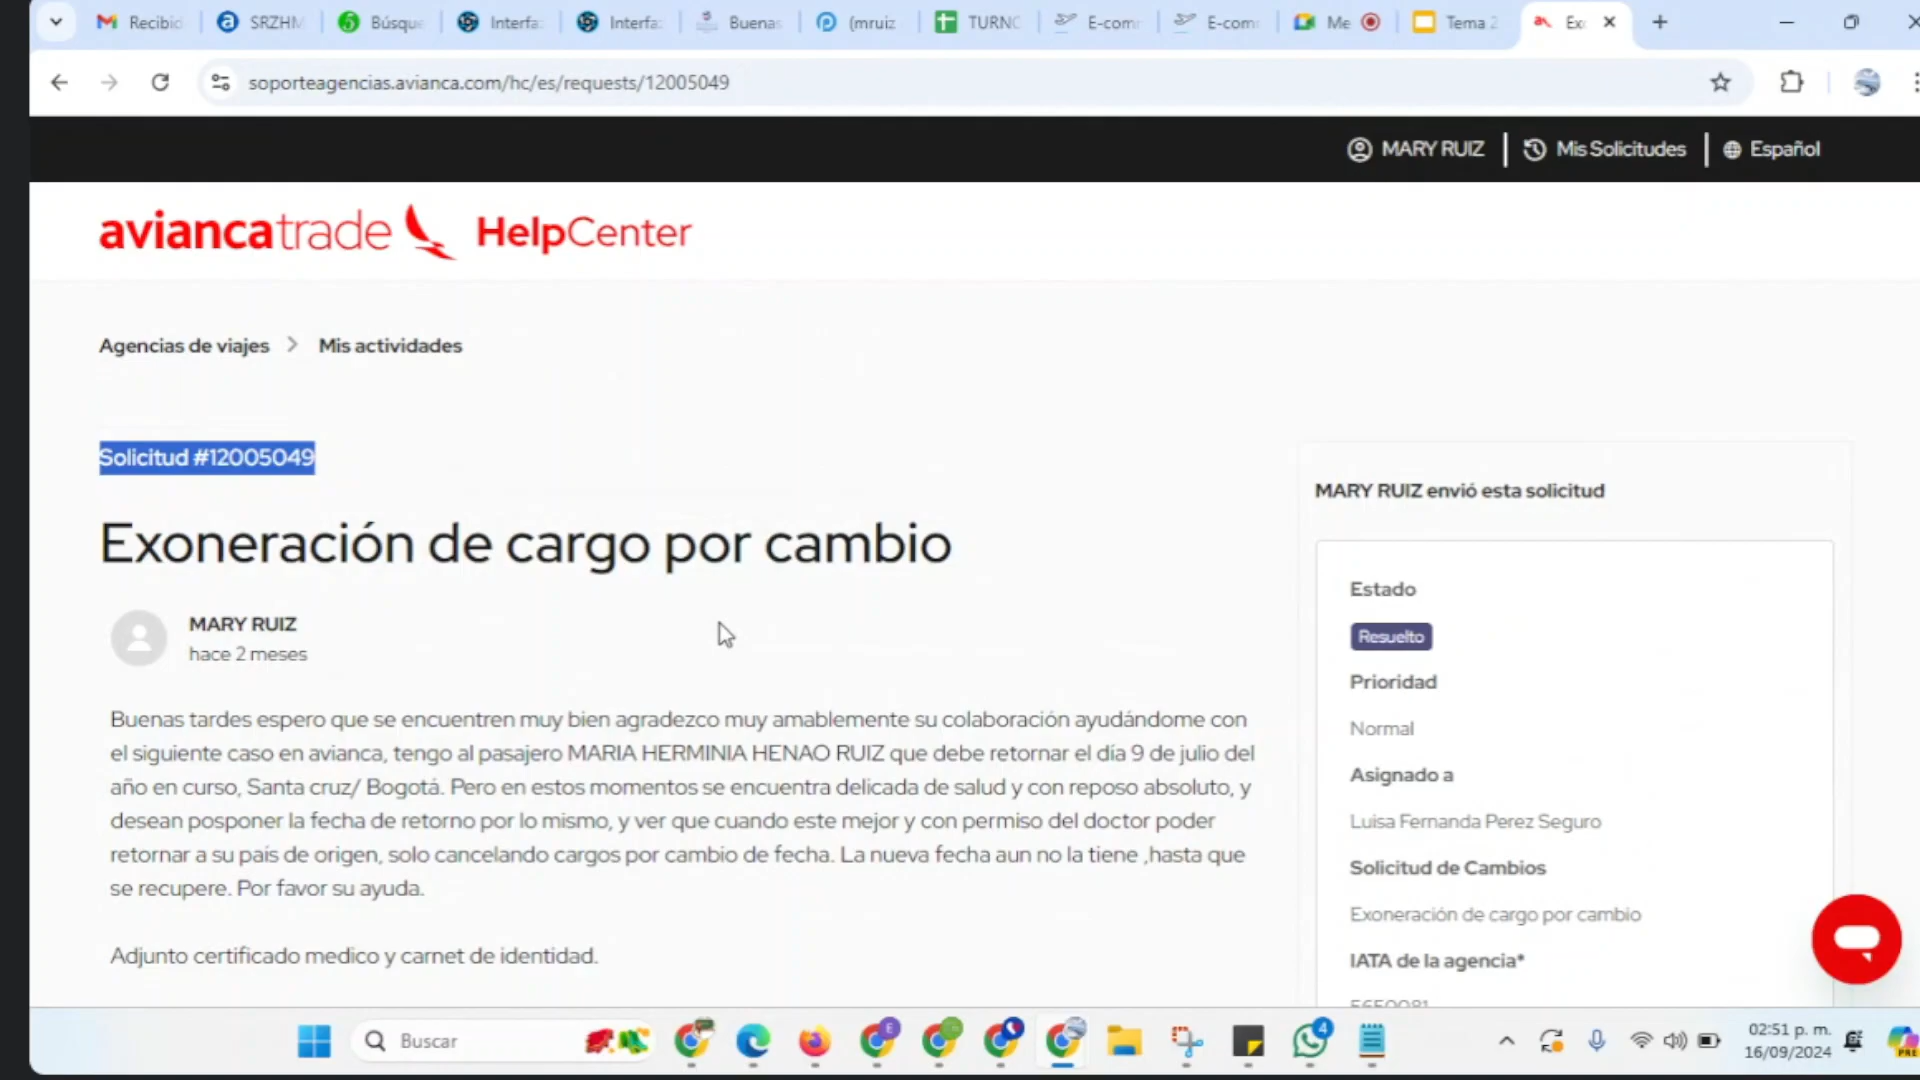 Recibid
SRZHM
Búsque
Interfa
Interfa
Buenas
(mruiz
TURNO
E-com
E-com
Me
Tema 2
Ex
soporteagencias.avianca.com/hc/es/requests/12005049
MARY RUIZ
Mis Solicitudes
Español
aviancatrade HelpCenter
Agencias de viajes > Mis actividades
Solicitud #12005049
Exoneración de cargo por cambio
MARY RUIZ
hace 2 meses
Buenas tardes espero que se encuentren muy bien agradezco muy amablemente su colaboración ayudándome con
el siguiente caso en avianca, tengo al pasajero MARIA HERMINIA HENAO RUIZ que debe retornar el día 9 de julio del
año en curso, Santa cruz/ Bogotá. Pero en estos momentos se encuentra delicada de salud y con reposo absoluto, y
desean posponer la fecha de retorno por lo mismo, y ver que cuando este mejor y con permiso del doctor poder
retornar a su país de origen, solo cancelando cargos por cambio de fecha. La nueva fecha aun no la tiene ,hasta que
se recupere. Por favor su ayuda.
Adjunto certificado medico y carnet de identidad.
MARY RUIZ envió esta solicitud
Estado
Resuelto
Prioridad
Normal
Asignado a
Luisa Fernanda Perez Seguro
Solicitud de Cambios
Exoneración de cargo por cambio
IATA de la agencia*
Buscar
E
4
02:51 p. m.
16/09/2024
PRE